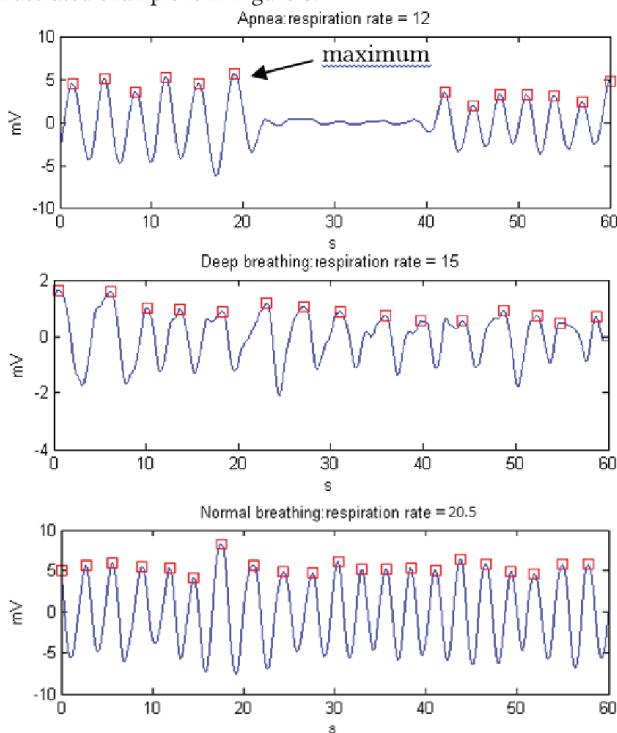 Apnea:respiration rate = 12
maximum
10
5
0
-5
-10
mV
0 10 20 30 40 50 60
s
Deep breathing:respiration rate = 15
2
0
-2
-4
mV
0 10 20 30 40 50 60
s
Normal breathing:respiration rate = 20.5
10
5
0
-5
-10
mV
0 10 20 30 40 50 60
s